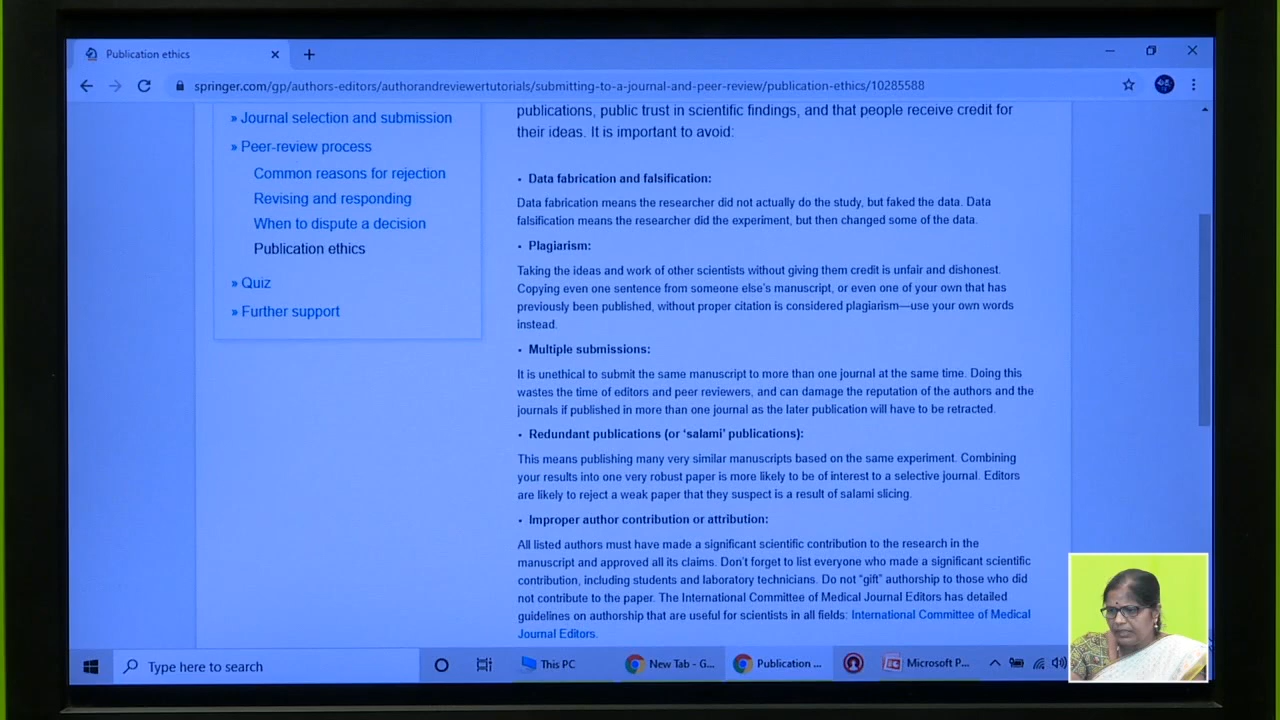 Publication ethics
springer.com/gp/authors-editors/authorandreviewertutorials/submitting-to-a-journal-and-peer-review/publication-ethics/10285588
» Journal selection and submission
» Peer-review process
Common reasons for rejection
Revising and responding
When to dispute a decision
Publication ethics
» Quiz
» Further support
publications, public trust in scientific findings, and that people receive credit for
their ideas. It is important to avoid:
• Data fabrication and falsification:
Data fabrication means the researcher did not actually do the study, but faked the data. Data
falsification means the researcher did the experiment, but then changed some of the data.
• Plagiarism:
Taking the ideas and work of other scientists without giving them credit is unfair and dishonest.
Copying even one sentence from someone else's manuscript, or even one of your own that has
previously been published, without proper citation is considered plagiarism—use your own words
instead.
• Multiple submissions:
It is unethical to submit the same manuscript to more than one journal at the same time. Doing this
wastes the time of editors and peer reviewers, and can damage the reputation of the authors and the
journals if published in more than one journal as the later publication will have to be retracted.
• Redundant publications (or 'salami' publications):
This means publishing many very similar manuscripts based on the same experiment. Combining
your results into one very robust paper is more likely to be of interest to a selective journal. Editors
are likely to reject a weak paper that they suspect is a result of salami slicing.
• Improper author contribution or attribution:
All listed authors must have made a significant scientific contribution to the research in the
manuscript and approved all its claims. Don't forget to list everyone who made a significant scientific
contribution, including students and laboratory technicians. Do not "gift" authorship to those who did
not contribute to the paper. The International Committee of Medical Journal Editors has detailed
guidelines on authorship that are useful for scientists in all fields: International Committee of Medical
Journal Editors.
Type here to search
This PC
New Tab - G...
Publication ...
Microsoft P...